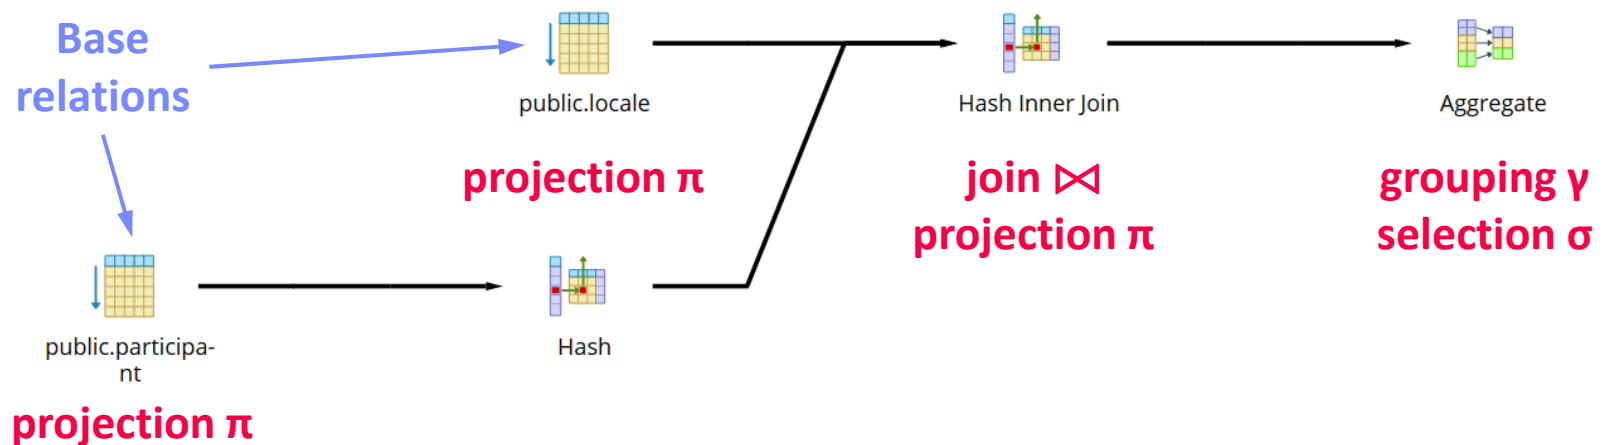 Base
relations
public.locale
Hash Inner Join
Aggregate
projection π
join ⋈
projection π
grouping γ
selection σ
public.participa-
nt
Hash
projection π